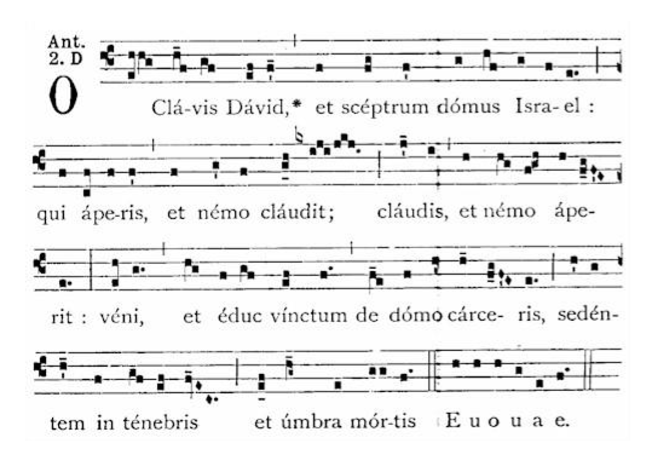 Ant.
2. D
O Clá-vis Dávid,* et scéptrum dómus Isra-el :
qui ápe-ris, et némo cláudit; cláudis, et némo ápe-
rit : véni, et éduc vínctum de dómo cárce- ris, sedén-
tem in ténebris et úmbra mór-tis E u o u a e.